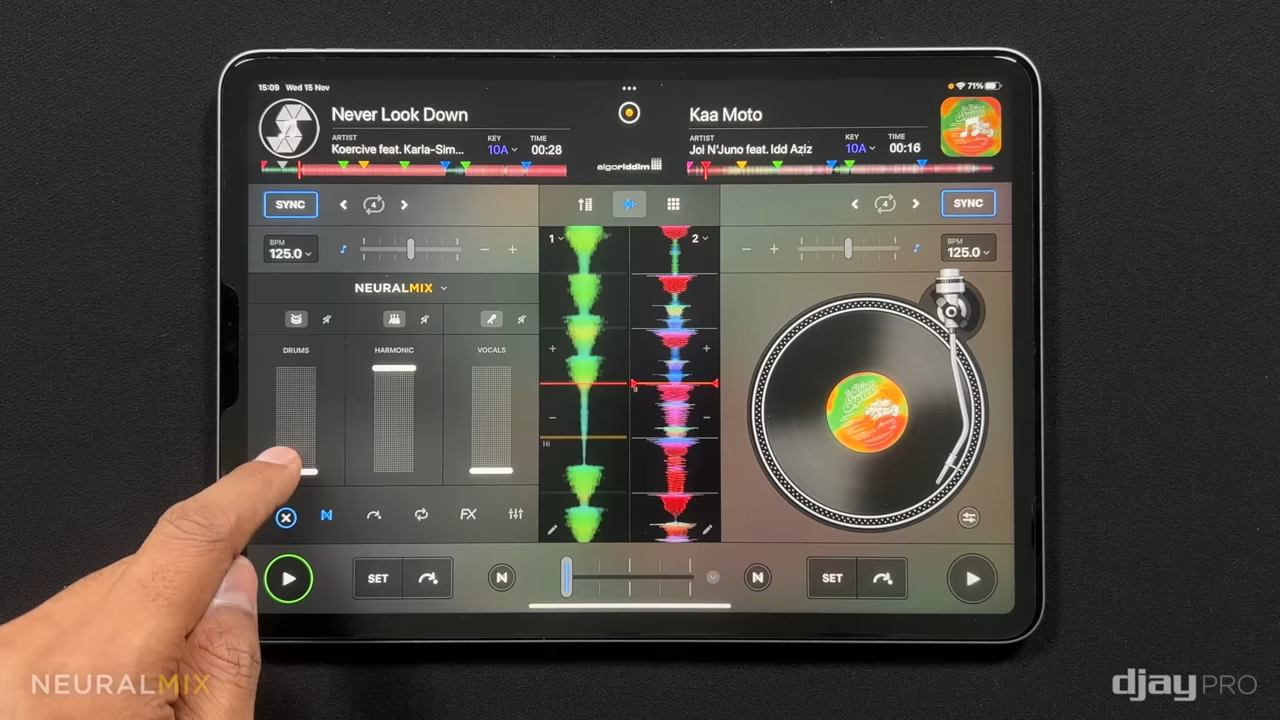 15:09 Wed 15 Nov
71%
Never Look Down
ARTIST
Koercive feat. Karla-Sim...
KEY
10A
TIME
00:28
algoriddim
Kaa Moto
ARTIST
Joi N'Juno feat. Idd Aziz
KEY
10A
TIME
00:16
SYNC
4
4
SYNC
BPM
125.0
1
2
BPM
125.0
NEURALMIX
DRUMS
HARMONIC
VOCALS
9
16
FX
SET
N
N
SET
NEURALMIX
djay PRO